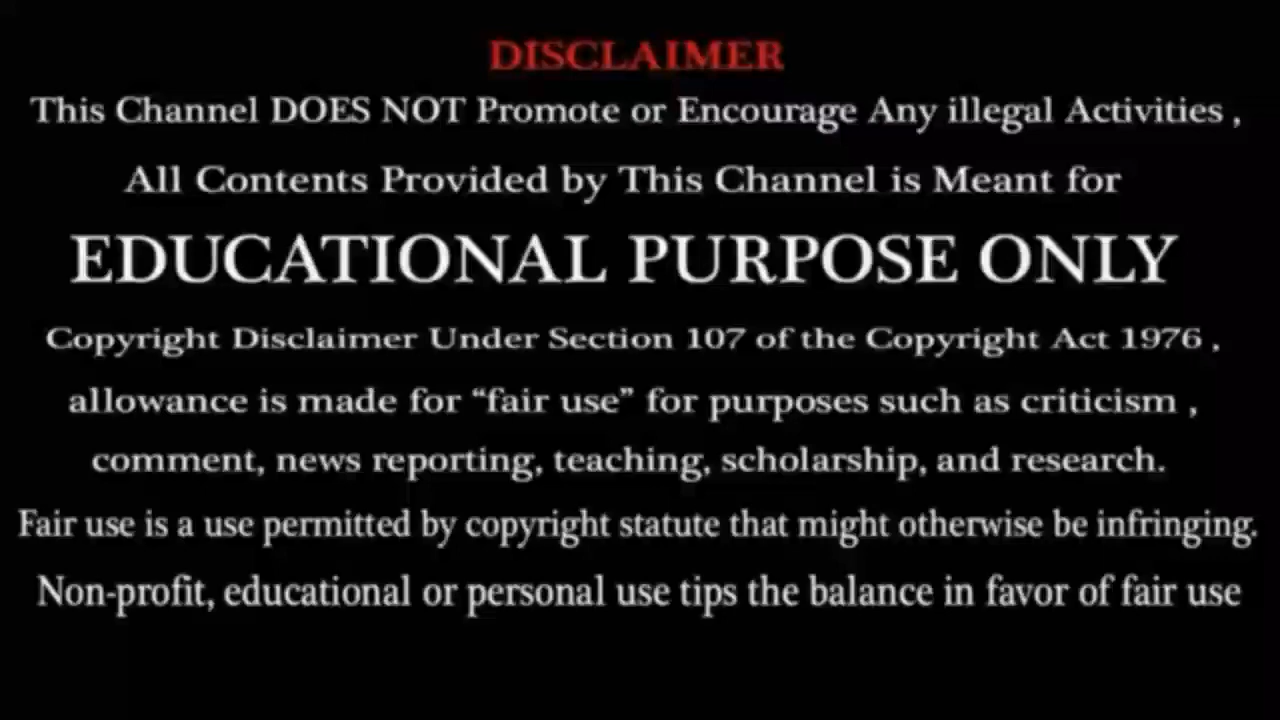 DISCLAIMER
This Channel DOES NOT Promote or Encourage Any illegal Activities ,
All Contents Provided by This Channel is Meant for
EDUCATIONAL PURPOSE ONLY
Copyright Disclaimer Under Section 107 of the Copyright Act 1976 ,
allowance is made for “fair use” for purposes such as criticism ,
comment, news reporting, teaching, scholarship, and research.
Fair use is a use permitted by copyright statute that might otherwise be infringing.
Non-profit, educational or personal use tips the balance in favor of fair use